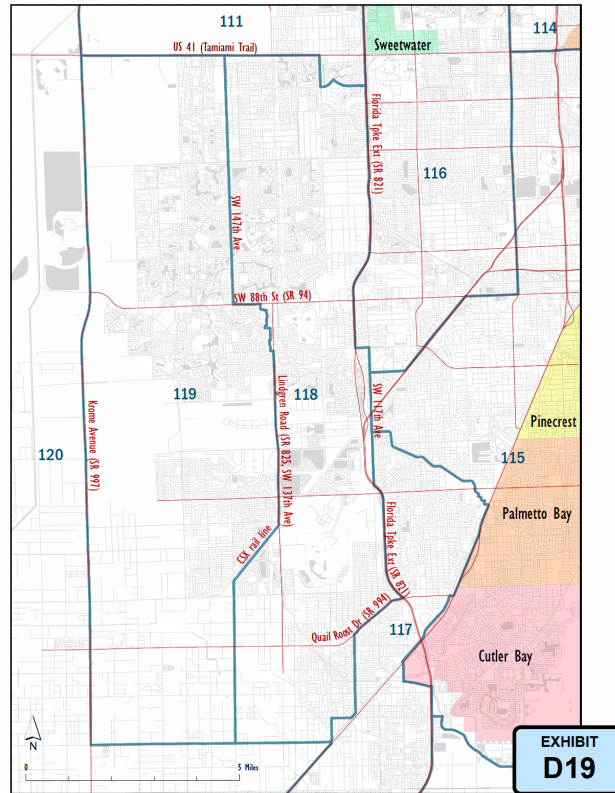 111
114
US 41 (Tamiami Trail)
Sweetwater
Florida Tpke Ext (SR 821)
116
SW 147th Ave
SW 88th St (SR 94)
119
118
Lindgren Road (SR 825, SW 137th Ave)
SW 117th Ave
Krome Avenue (SR 997)
Pinecrest
120
115
Palmetto Bay
CSX rail line
Florida Tpke Ext (SR 821)
Quail Roost Dr (SR 994)
117
Cutler Bay
N
0
5 Miles
EXHIBIT
D19